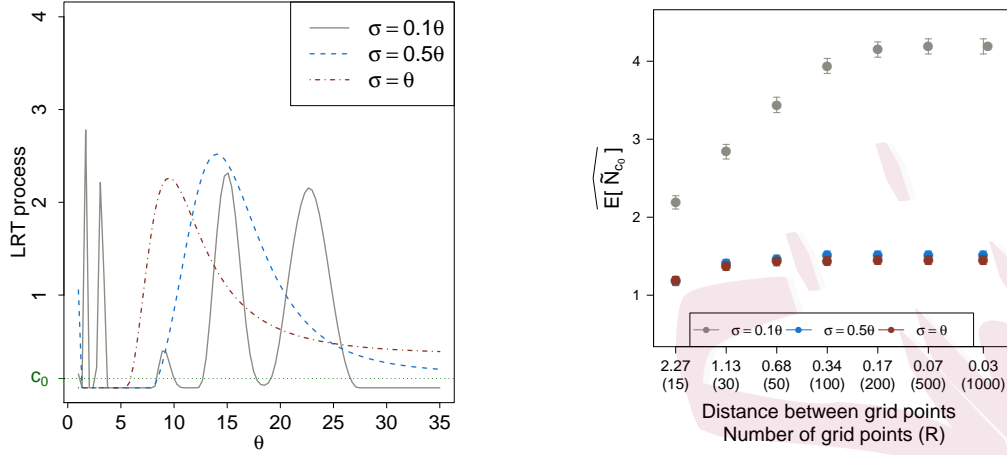 4
3
2
1
c₀
LRT process
σ = 0.1θ
σ = 0.5θ
σ = θ
0 5 10 15 20 25 30 35
θ
4
3
2
1
E[ Ñ_c₀ ]
σ = 0.1θ σ = 0.5θ σ = θ
2.27 1.13 0.68 0.34 0.17 0.07 0.03
(15) (30) (50) (100) (200) (500) (1000)
Distance between grid points
Number of grid points (R)